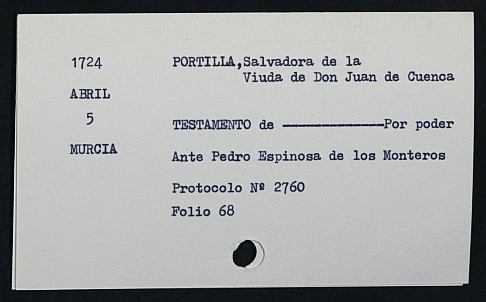 1724
ABRIL
5
MURCIA
PORTILLA,Salvadora de la
Viuda de Don Juan de Cuenca
TESTAMENTO de ---------------Por poder
Ante Pedro Espinosa de los Monteros
Protocolo Nº 2760
Folio 68